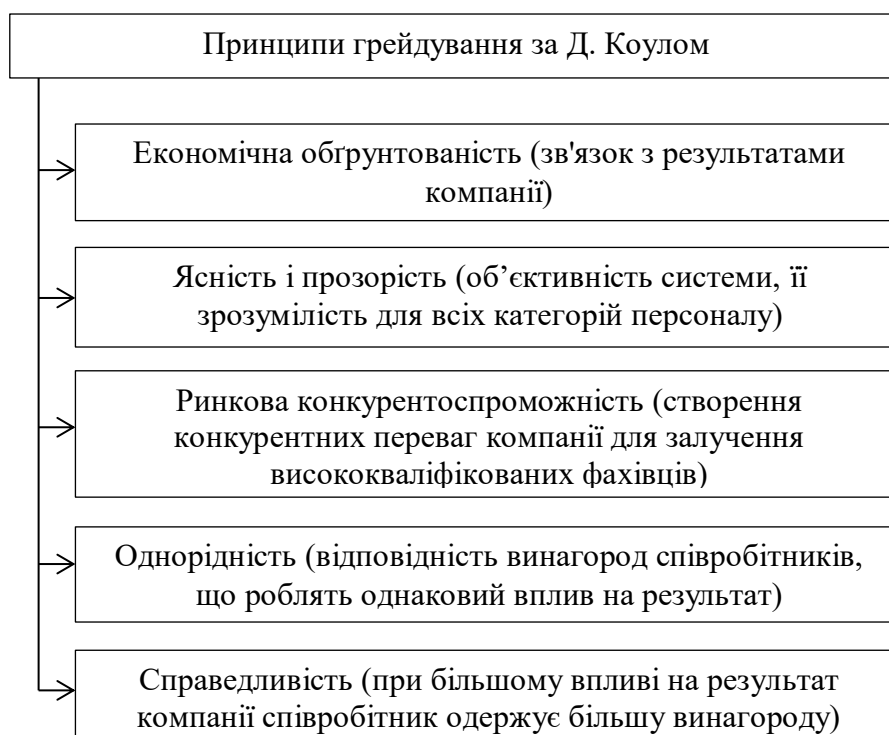 Принципи грейдування за Д. Коулом
Економічна обґрунтованість (зв'язок з результатами
компанії)
Ясність і прозорість (об’єктивність системи, її
зрозумілість для всіх категорій персоналу)
Ринкова конкурентоспроможність (створення
конкурентних переваг компанії для залучення
висококваліфікованих фахівців)
Однорідність (відповідність винагород співробітників,
що роблять однаковий вплив на результат)
Справедливість (при більшому впливі на результат
компанії співробітник одержує більшу винагороду)